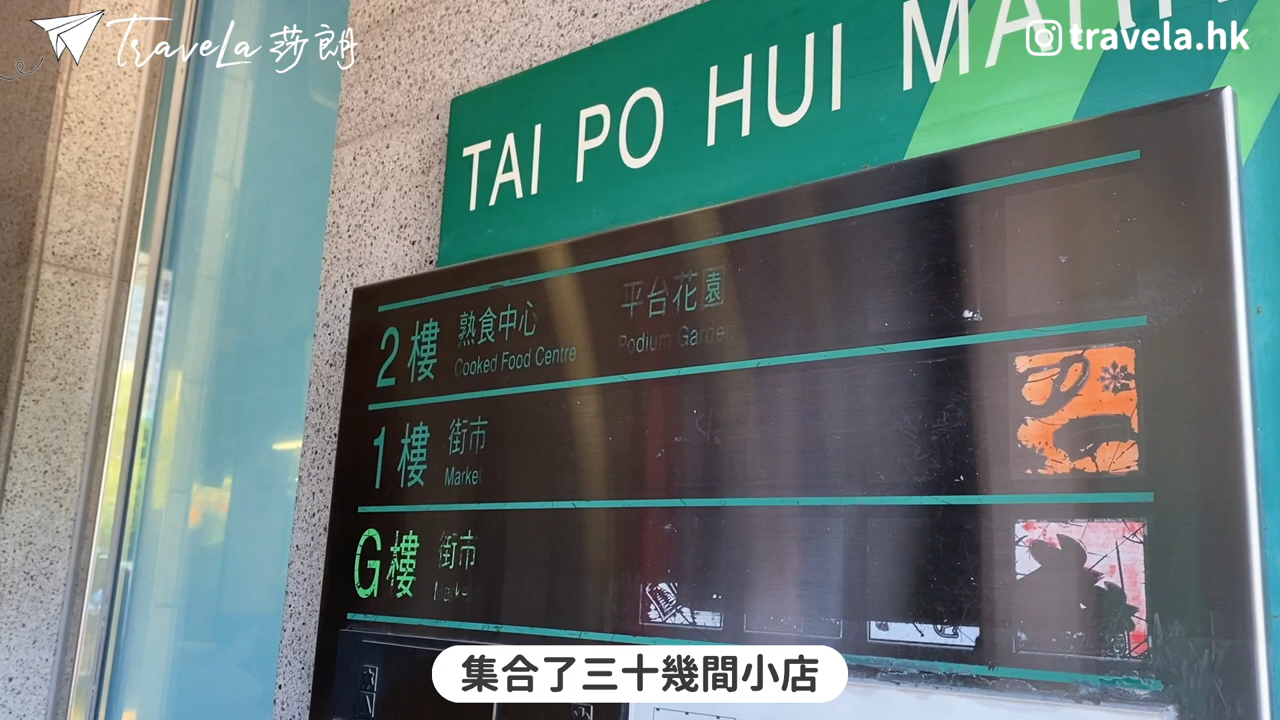 Travela 莎朗
travela.hk
TAI PO HUI
2樓 熟食中心 平台花園
Cooked Food Centre Podium Garden
1樓 街市
Market
G樓 街市
集合了三十幾間小店